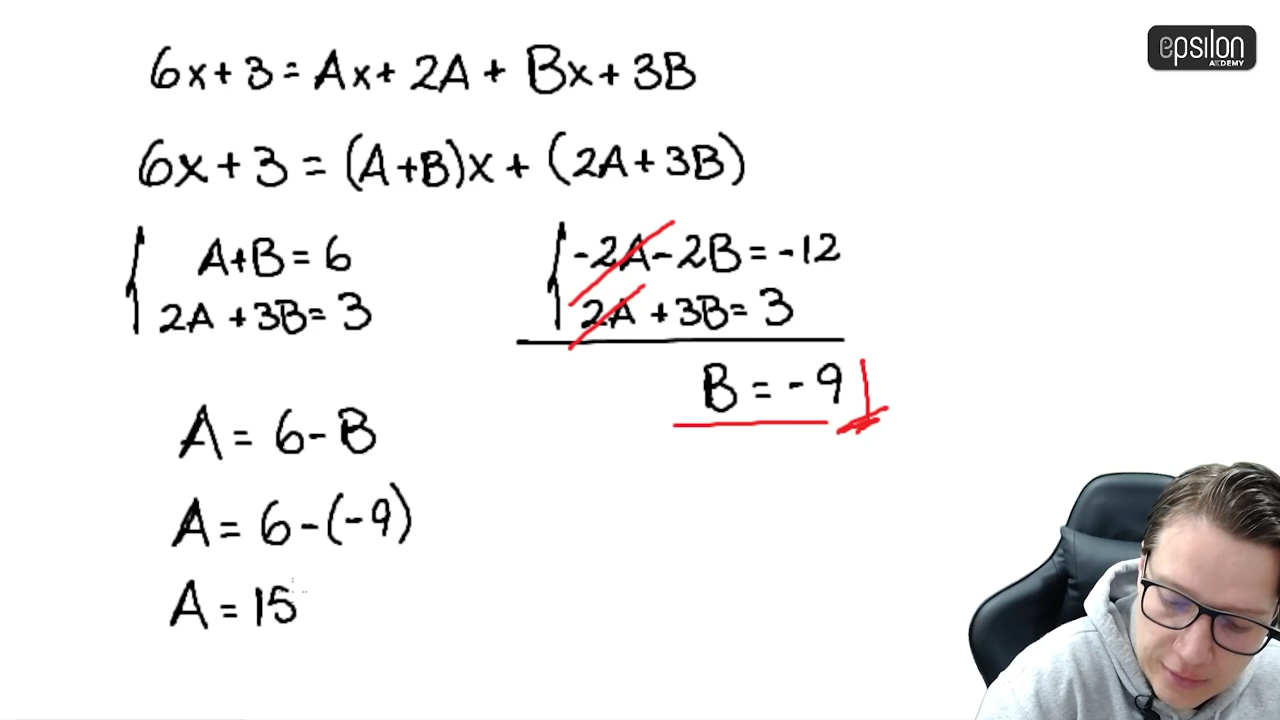 epsilon
AKADEMY
6x+3=Ax+2A+Bx+3B
6x+3=(A+B)x+(2A+3B)
A+B=6
2A+3B=3
-2A-2B=-12
2A+3B=3
B=-9
A=6-B
A=6-(-9)
A=15